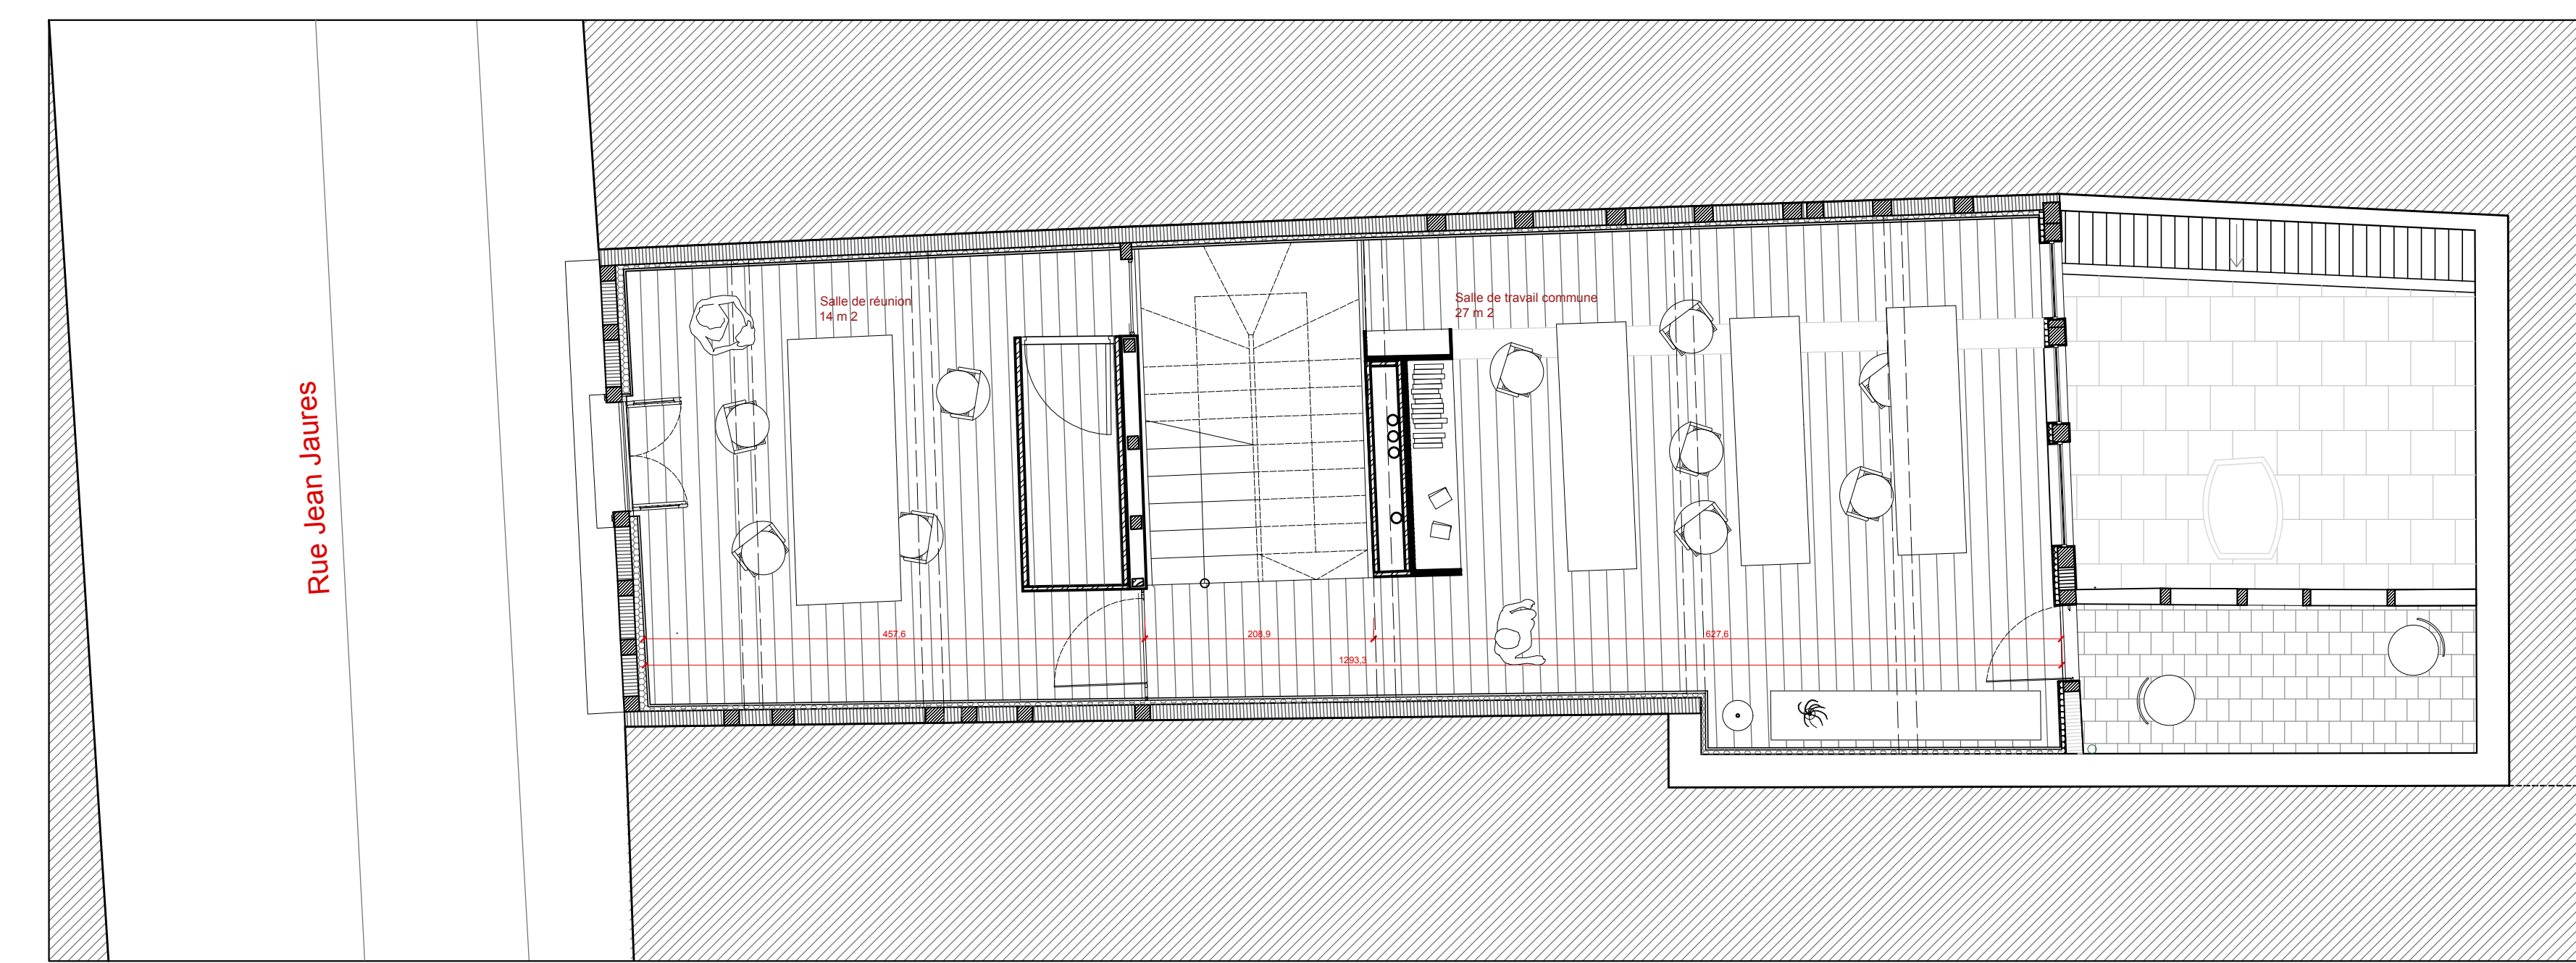 Rue Jean Jaures
Salle de réunion
14 m 2
Salle de travail commune
27 m 2
457,6
208,9
627,6
1293,3